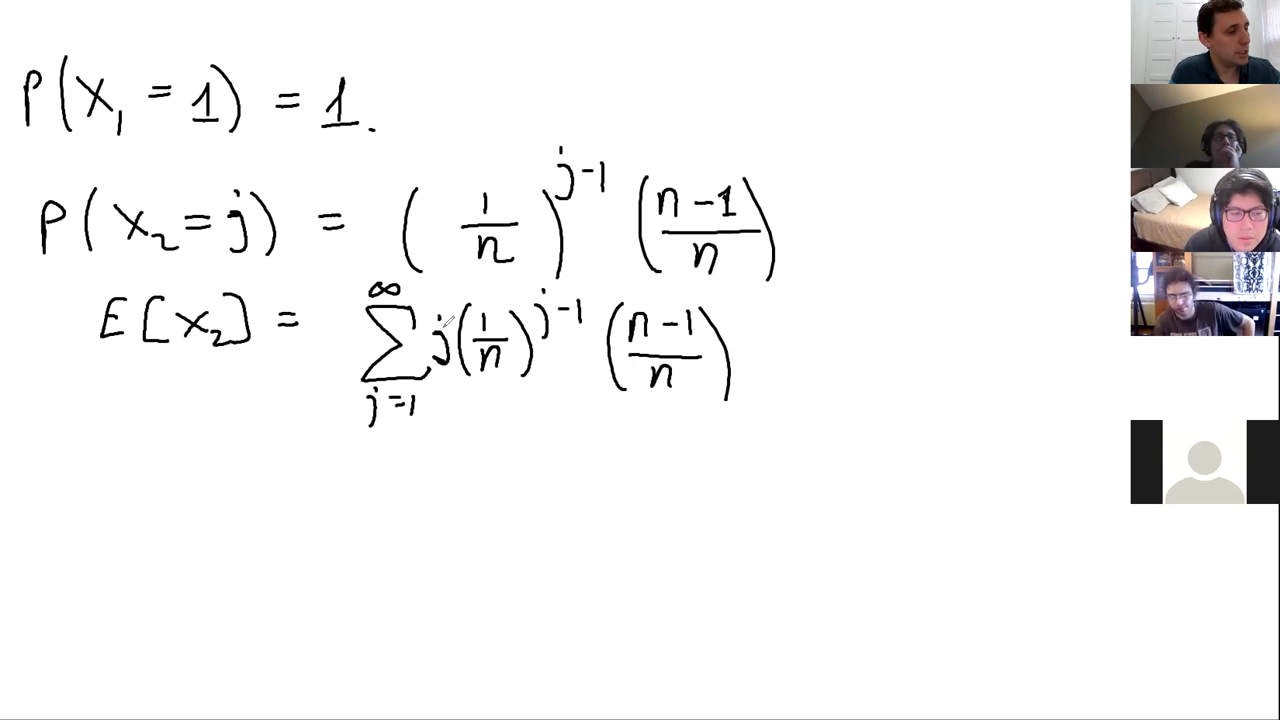 P(X₁ = 1) = 1.
P(X₂ = j) = (1/n)^{j-1} ((n-1)/n)
E[X₂] = ∑_{j=1}^{∞} j(1/n)^{j-1} ((n-1)/n)